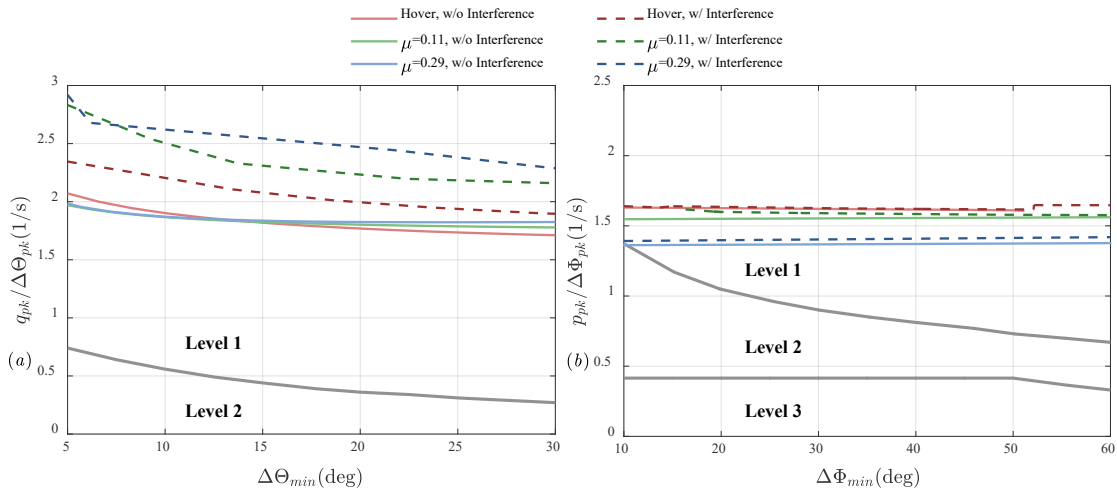 Hover, w/o Interference
μ=0.11, w/o Interference
μ=0.29, w/o Interference
Hover, w/ Interference
μ=0.11, w/ Interference
μ=0.29, w/ Interference
3
2.5
2
1.5
1
0.5
0
q_pk/ΔΘ_pk(1/s)
(a)
Level 1
Level 2
5
10
15
20
25
30
ΔΘ_min(deg)
2.5
2
1.5
1
0.5
0
p_pk/ΔΦ_pk(1/s)
(b)
Level 1
Level 2
Level 3
10
20
30
40
50
60
ΔΦ_min(deg)